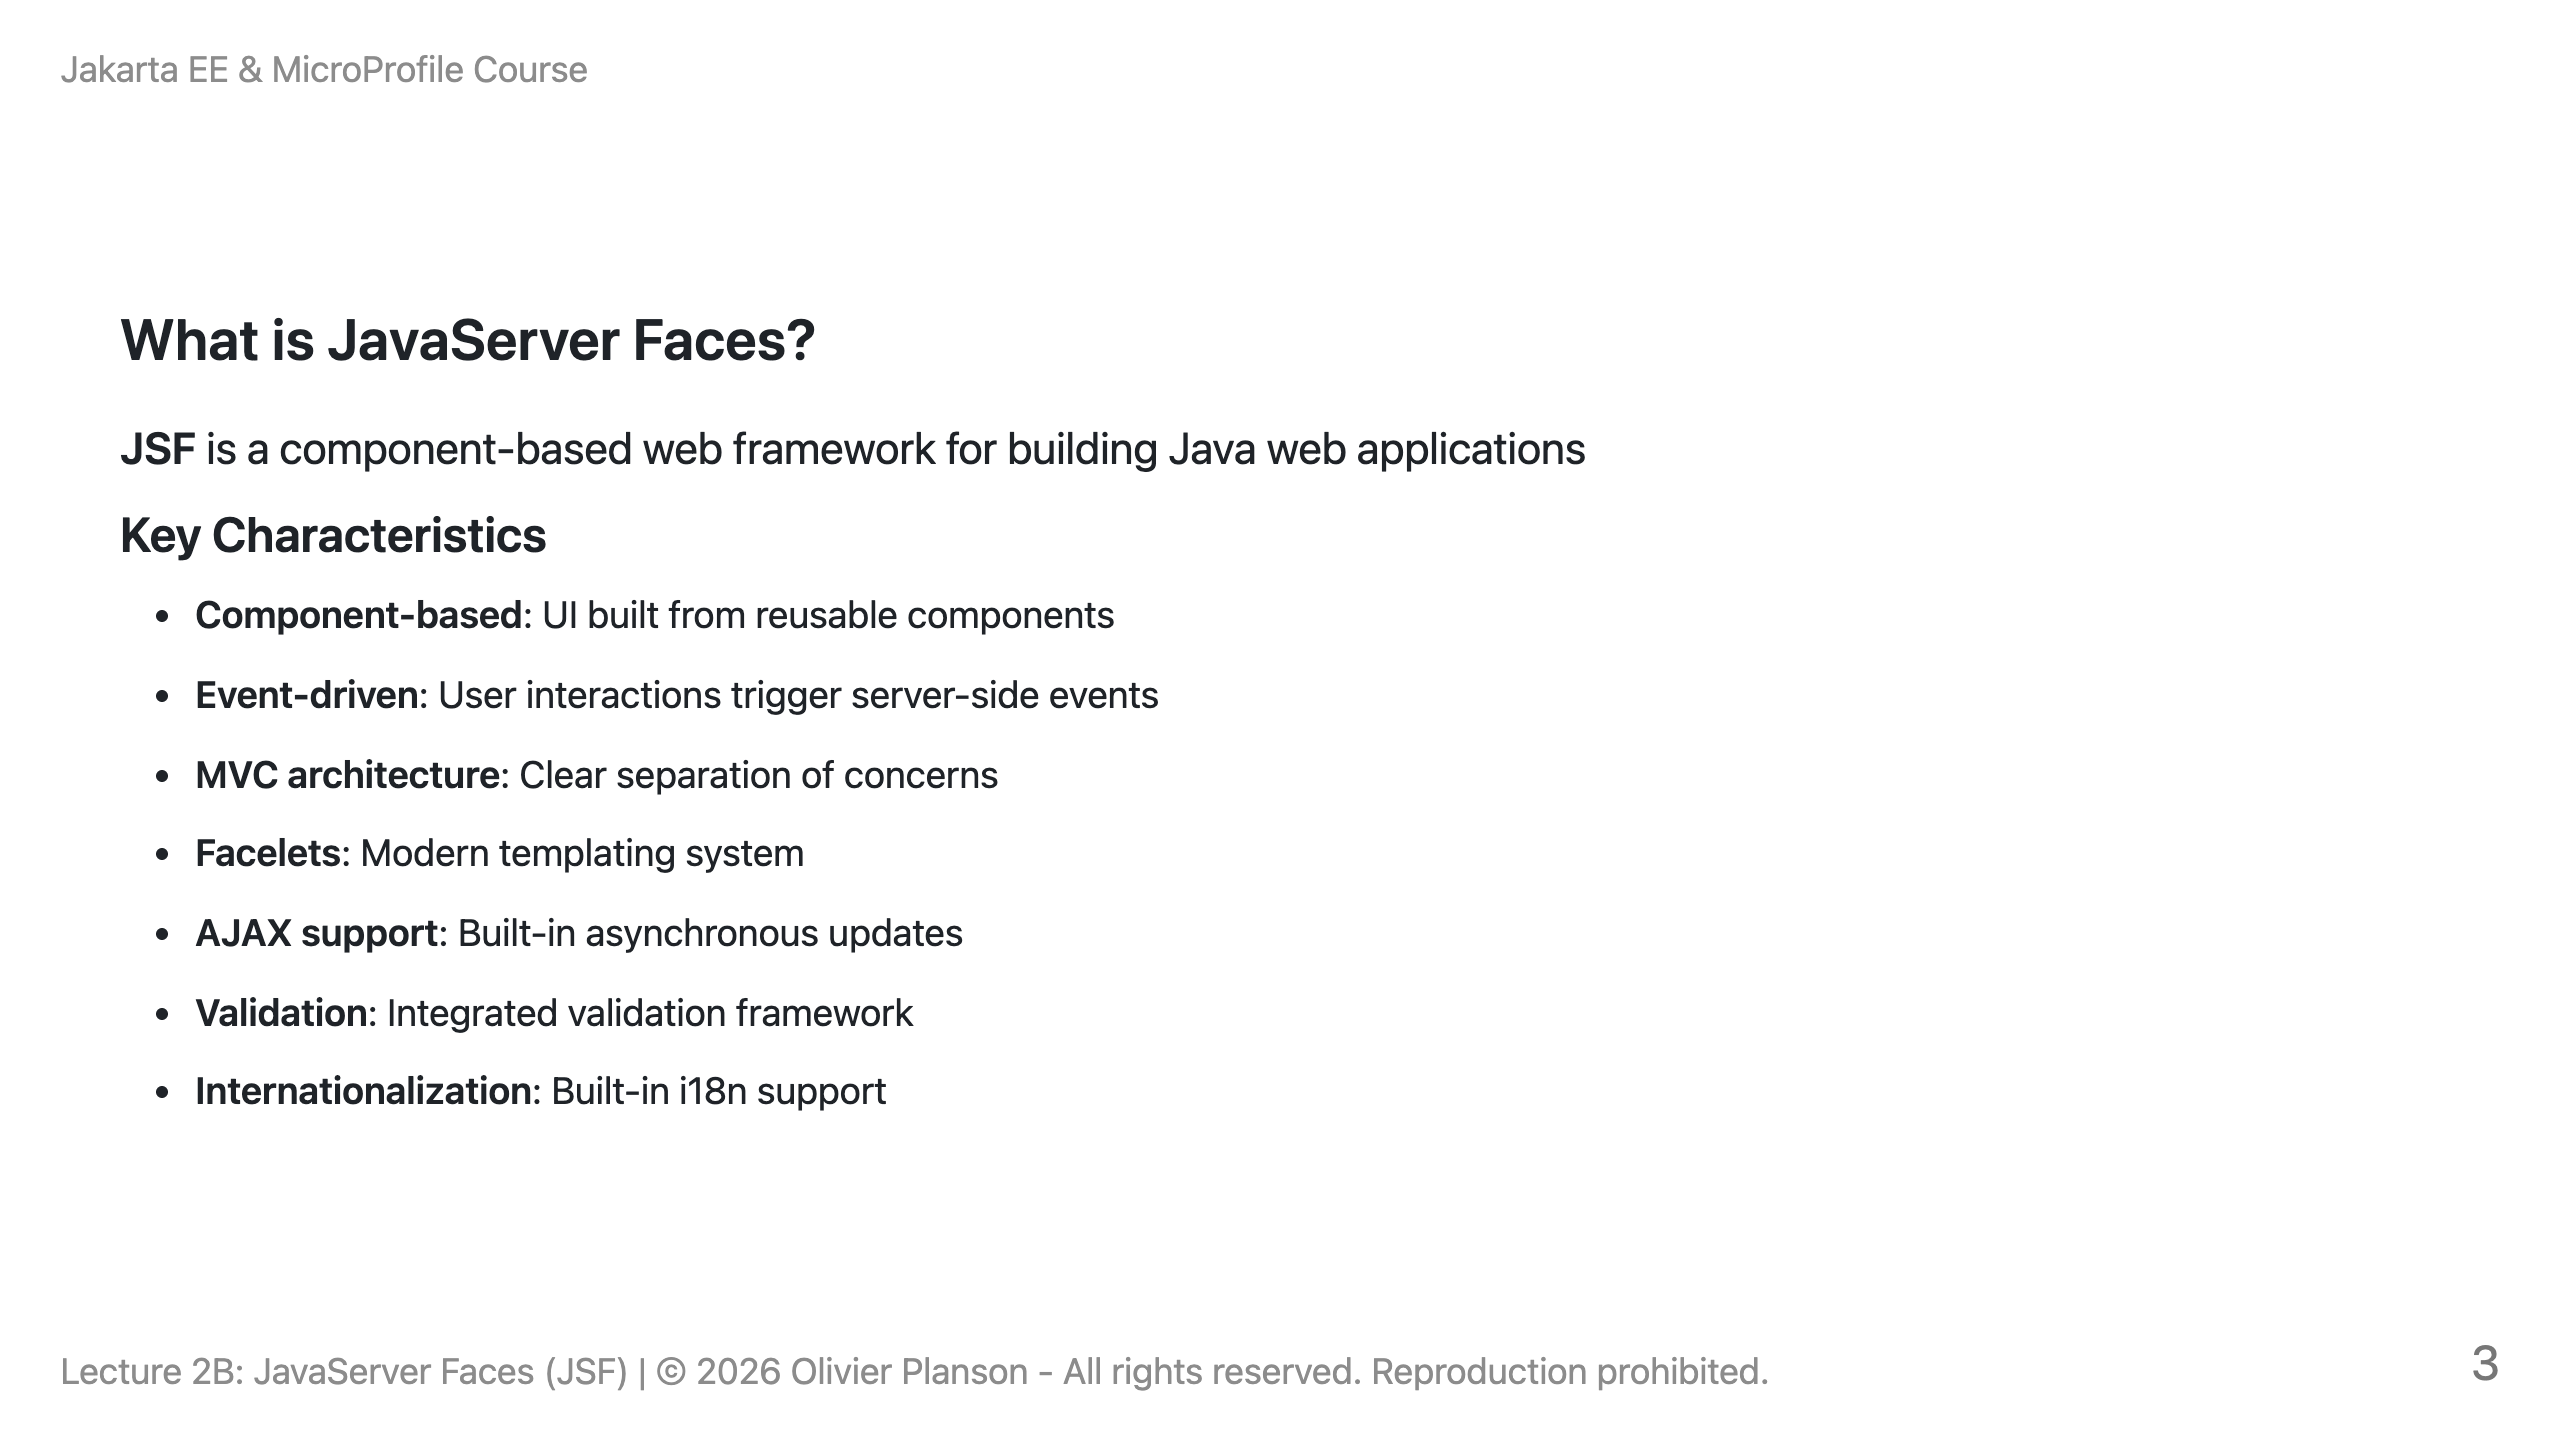 Jakarta EE & MicroProfile Course
What is JavaServer Faces?
JSF is a component-based web framework for building Java web applications
Key Characteristics
• Component-based: UI built from reusable components
• Event-driven: User interactions trigger server-side events
• MVC architecture: Clear separation of concerns
• Facelets: Modern templating system
• AJAX support: Built-in asynchronous updates
• Validation: Integrated validation framework
• Internationalization: Built-in i18n support
Lecture 2B: JavaServer Faces (JSF) | © 2026 Olivier Planson - All rights reserved. Reproduction prohibited.
3